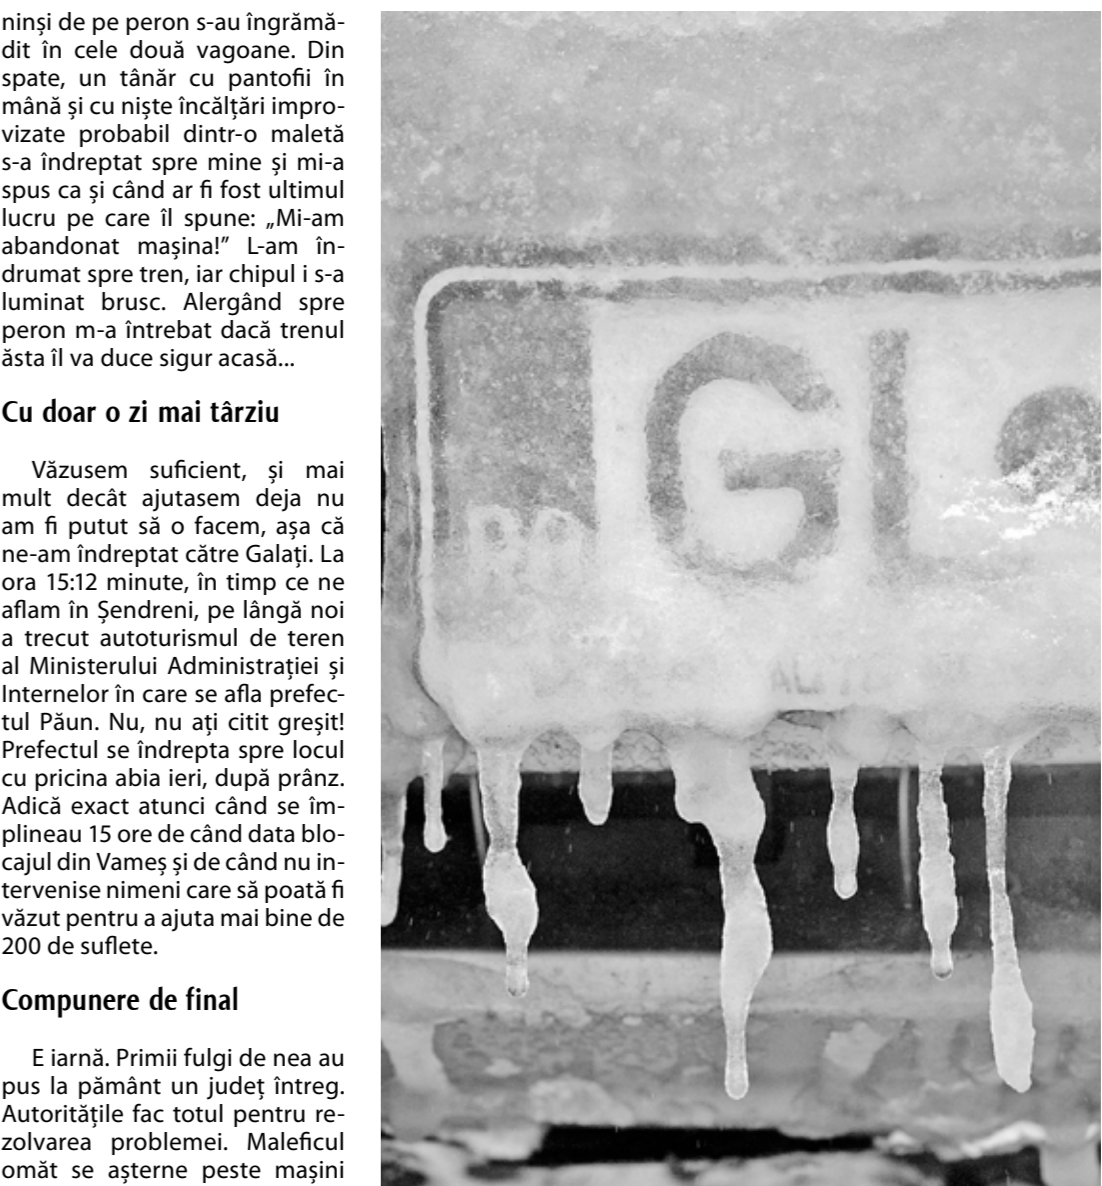 ninși de pe peron s-au îngrămă-
dit în cele două vagoane. Din
spate, un tânăr cu pantofii în
mână și cu niște încălțări impro-
vizate probabil dintr-o maletă
s-a îndreptat spre mine și mi-a
spus ca și când ar fi fost ultimul
lucru pe care îl spune: „Mi-am
abandonat mașina!” L-am în-
drumat spre tren, iar chipul i s-a
luminat brusc. Alergând spre
peron m-a întrebat dacă trenul
ăsta îl va duce sigur acasă...
Cu doar o zi mai târziu
Văzusem suficient, și mai
mult decât ajutasem deja nu
am fi putut să o facem, așa că
ne-am îndreptat către Galați. La
ora 15:12 minute, în timp ce ne
aflam în Șendreni, pe lângă noi
a trecut autoturismul de teren
al Ministerului Administrației și
Internelor în care se afla prefec-
tul Păun. Nu, nu ați citit greșit!
Prefectul se îndrepta spre locul
cu pricina abia ieri, după prânz.
Adică exact atunci când se îm-
plineau 15 ore de când data blo-
cajul din Vameș și de când nu in-
tervenise nimeni care să poată fi
văzut pentru a ajuta mai bine de
200 de suflete.
Compunere de final
E iarnă. Primii fulgi de nea au
pus la pământ un județ întreg.
Autoritățile fac totul pentru re-
zolvarea problemei. Maleficul
omăt se așterne peste mașini
RO GL